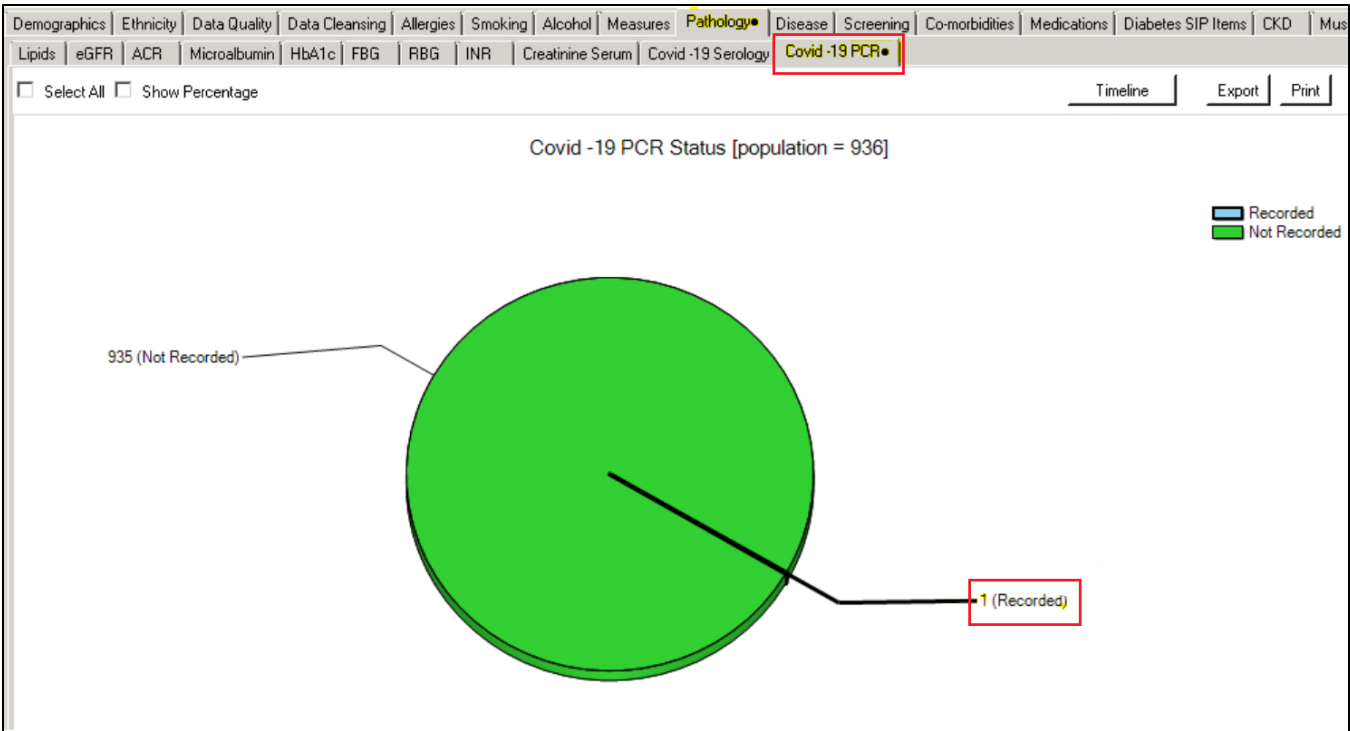 Demographics Ethnicity Data Quality Data Cleansing Allergies Smoking Alcohol Measures Pathology● Disease Screening Co-morbidities Medications Diabetes SIP Items CKD Mus
Lipids eGFR ACR Microalbumin HbA1c FBG RBG INR Creatinine Serum Covid -19 Serology Covid -19 PCR●
Select All Show Percentage Timeline Export Print
Covid -19 PCR Status [population = 936]
Recorded
Not Recorded
935 (Not Recorded)
1 (Recorded)